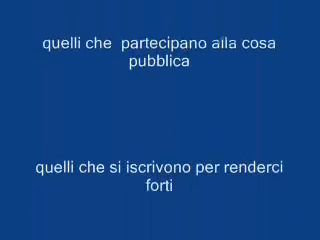 quelli che  partecipano alla cosa
pubblica
quelli che si iscrivono per renderci
forti